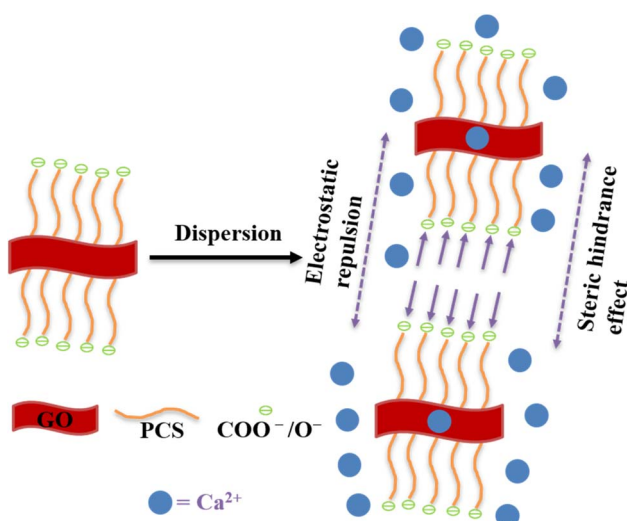 Dispersion
Electrostatic
repulsion
Steric hindrance
effect
GO
PCS
COO⁻/O⁻
= Ca²⁺